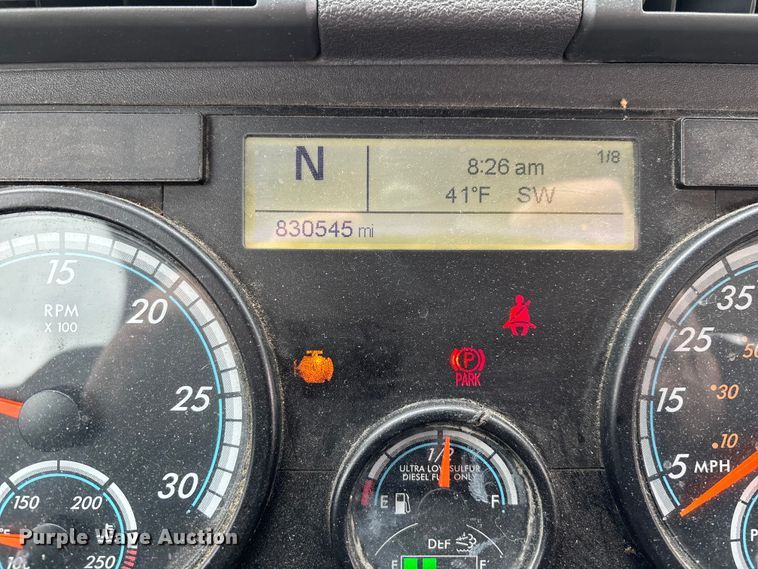 N
8:26 am
1/8
41°F SW
830545 mi
15
RPM
X 100
20
25
30
35
25
50
30
15
10
5 MPH
P
PARK
1/2
ULTRA LOW SULFUR
DIESEL FUEL ONLY
E
F
DEF
E
F
150
200
°F
100
250
Purple Wave Auction